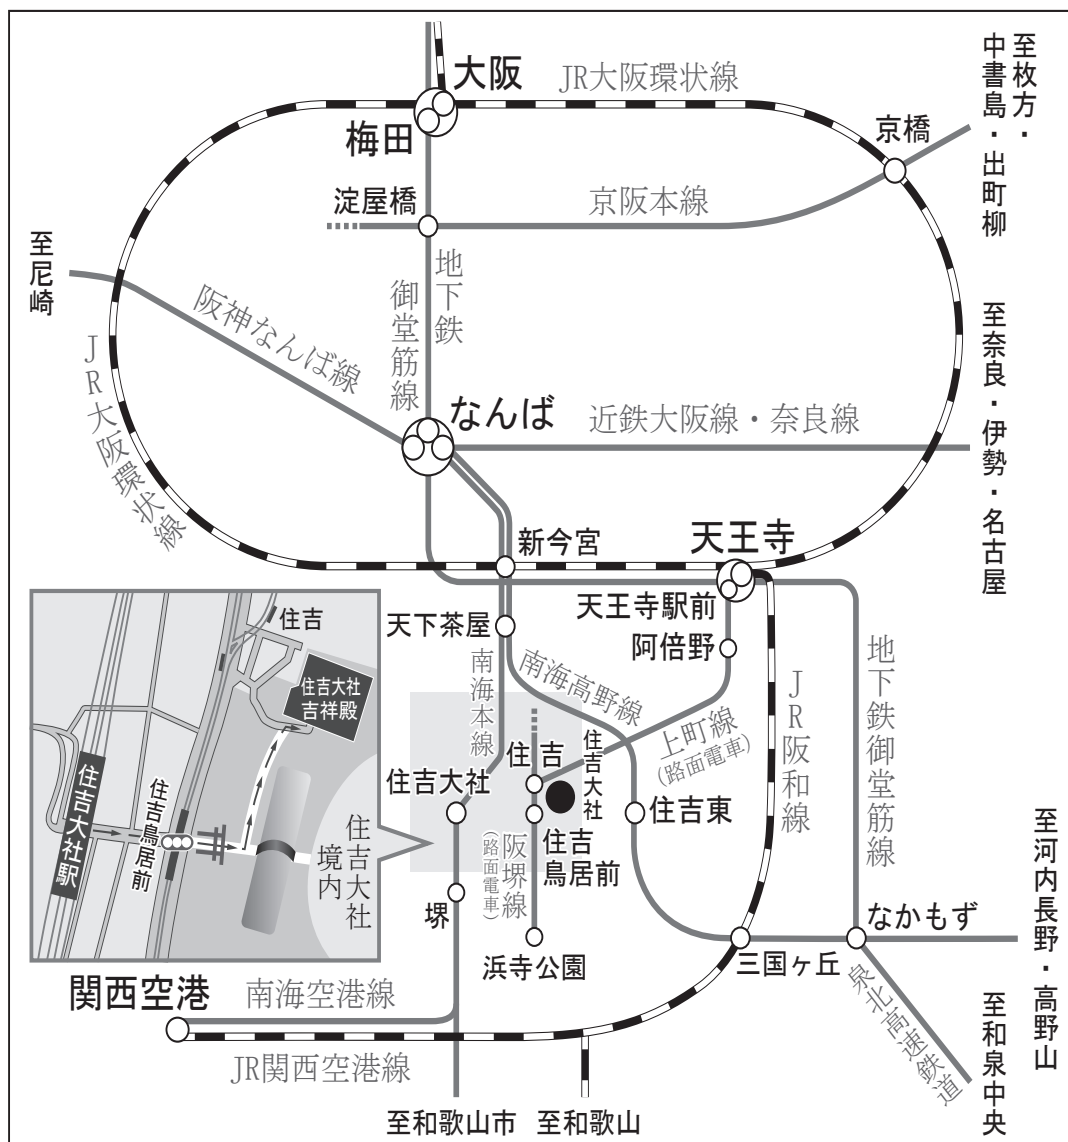 大阪
JR大阪環状線
梅田
京橋
至枚方・
中書島・出町柳
淀屋橋
京阪本線
至尼崎
地下鉄
御堂筋線
阪神なんば線
JR大阪環状線
なんば
近鉄大阪線・奈良線
至奈良・伊勢・名古屋
新今宮
天王寺
天王寺駅前
天下茶屋
阿倍野
南海本線
南海高野線
上町線
(路面電車)
JR阪和線
地下鉄御堂筋線
住吉
住吉大社
吉祥殿
住吉大社駅
住吉鳥居前
住吉大社
境内
住吉大社
住吉
住吉大社
住吉
鳥居前
住吉東
阪堺線
(路面電車)
堺
浜寺公園
三国ヶ丘
なかもず
至河内長野・高野山
関西空港
南海空港線
JR関西空港線
泉北高速鉄道
至和泉中央
至和歌山市
至和歌山